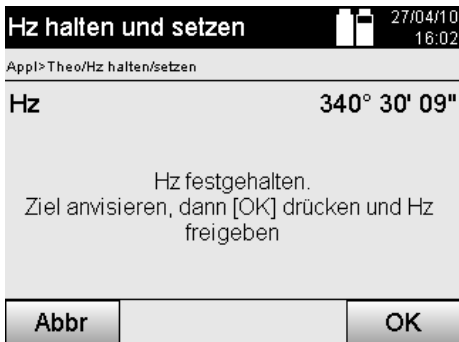 Hz halten und setzen
27/04/10
16:02
Appl>Theo/Hz halten/setzen
Hz 340° 30' 09"
Hz festgehalten.
Ziel anvisieren, dann [OK] drücken und Hz
freigeben
Abbr OK